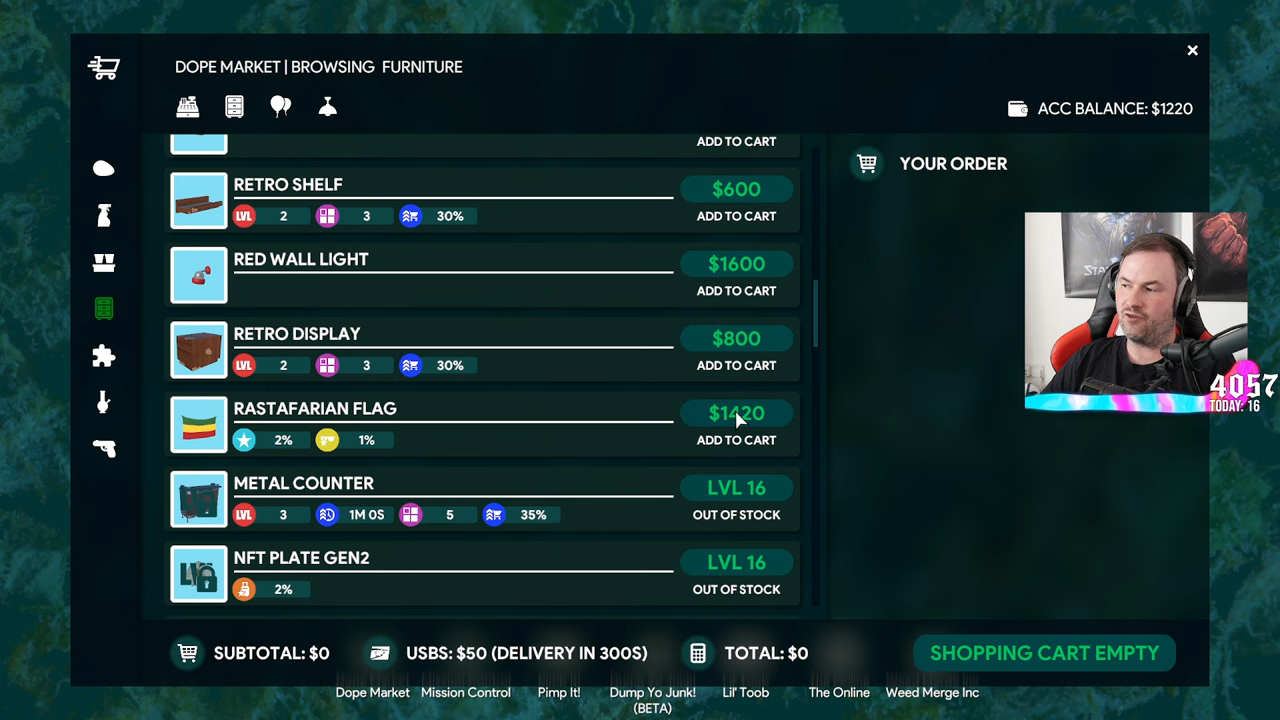 DOPE MARKET | BROWSING FURNITURE
ACC BALANCE: $1220
ADD TO CART
YOUR ORDER
RETRO SHELF
$600
LVL 2 3 30%
ADD TO CART
RED WALL LIGHT
$1600
ADD TO CART
RETRO DISPLAY
$800
LVL 2 3 30%
ADD TO CART
4057
TODAY: 16
RASTAFARIAN FLAG
$1420
2% 1%
ADD TO CART
METAL COUNTER
LVL 16
LVL 3 1M 0S 5 35%
OUT OF STOCK
NFT PLATE GEN2
LVL 16
2%
OUT OF STOCK
SUBTOTAL: $0
USBS: $50 (DELIVERY IN 300S)
TOTAL: $0
SHOPPING CART EMPTY
Dope Market Mission Control Pimp It! Dump Yo Junk! Lil' Toob The Online Weed Merge Inc
(BETA)